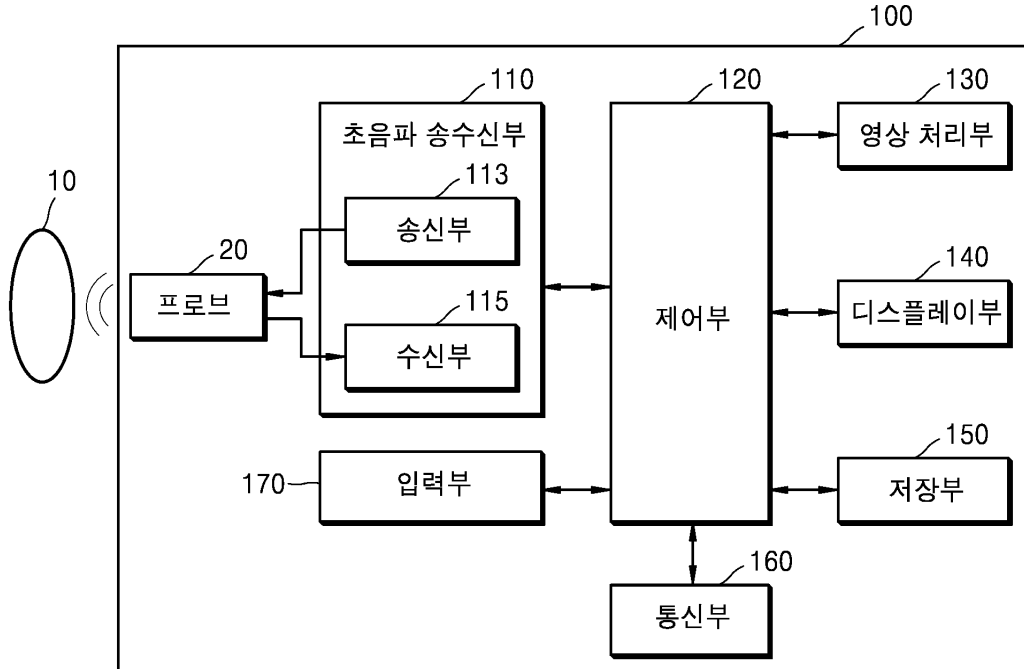 100
110
120
130
초음파 송수신부
영상 처리부
113
송신부
10
20
프로브
140
디스플레이부
제어부
115
수신부
150
저장부
170
입력부
160
통신부